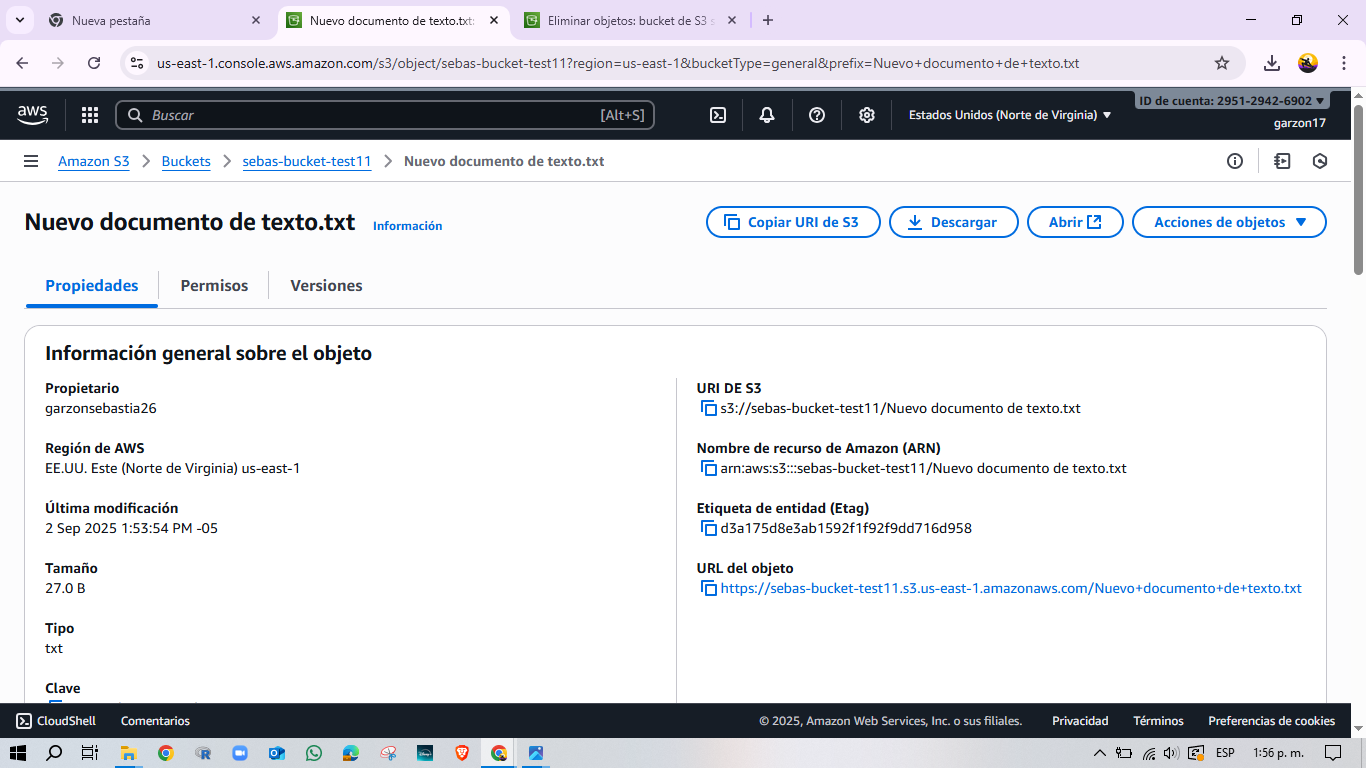 Nueva pestaña
Nuevo documento de texto.txt:
Eliminar objetos: bucket de S3 s
us-east-1.console.aws.amazon.com/s3/object/sebas-bucket-test11?region=us-east-1&bucketType=general&prefix=Nuevo+documento+de+texto.txt
aws
Buscar
[Alt+S]
Estados Unidos (Norte de Virginia)
ID de cuenta: 2951-2942-6902
garzon17
Amazon S3
Buckets
sebas-bucket-test11
Nuevo documento de texto.txt
Nuevo documento de texto.txt
Información
Copiar URI de S3
Descargar
Abrir
Acciones de objetos
Propiedades
Permisos
Versiones
Información general sobre el objeto
Propietario
garzonsebastia26
Región de AWS
EE.UU. Este (Norte de Virginia) us-east-1
Última modificación
2 Sep 2025 1:53:54 PM -05
Tamaño
27.0 B
Tipo
txt
Clave
URI DE S3
s3://sebas-bucket-test11/Nuevo documento de texto.txt
Nombre de recurso de Amazon (ARN)
arn:aws:s3:::sebas-bucket-test11/Nuevo documento de texto.txt
Etiqueta de entidad (Etag)
d3a175d8e3ab1592f1f92f9dd716d958
URL del objeto
https://sebas-bucket-test11.s3.us-east-1.amazonaws.com/Nuevo+documento+de+texto.txt
CloudShell
Comentarios
© 2025, Amazon Web Services, Inc. o sus filiales.
Privacidad
Términos
Preferencias de cookies
ESP
1:56 p. m.